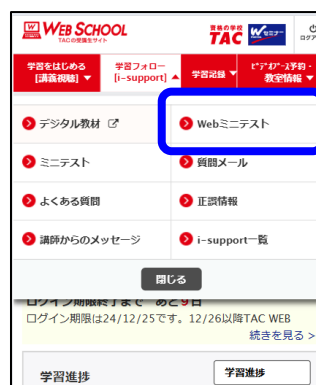 WEB SCHOOL
TACの受講生サイト
資格の学校
TAC
Wセミナー
ログア
学習をはじめる
[講義視聴] ▼
学習フォロー
[i-support] ▲
学習記録 ▼
ビデオブース予約・
教室情報 ▼
デジタル教材
Webミニテスト
ミニテスト
質問メール
よくある質問
正誤情報
講師からのメッセージ
i-support一覧
閉じる
ログイン期限終了まで あと9日
ログイン期限は24/12/25です。12/26以降TAC WEB
続きを見る >
学習進捗
学習進捗